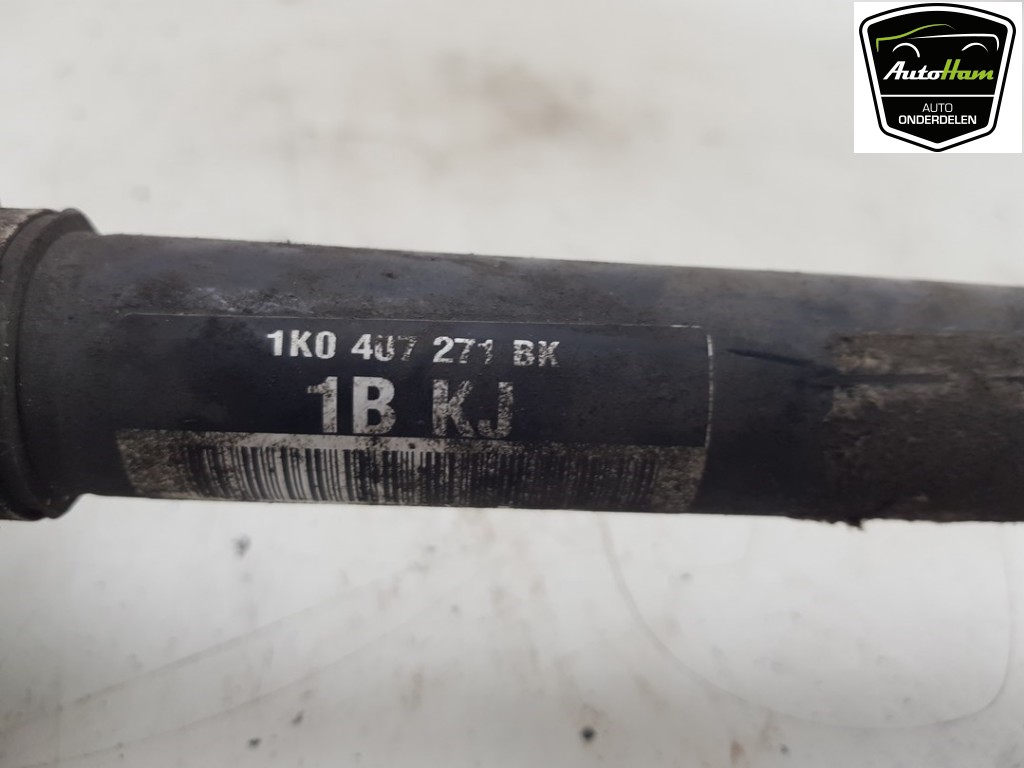 AutoHam
AUTO
ONDERDELEN
1K0 407 271 BK
1B KJ